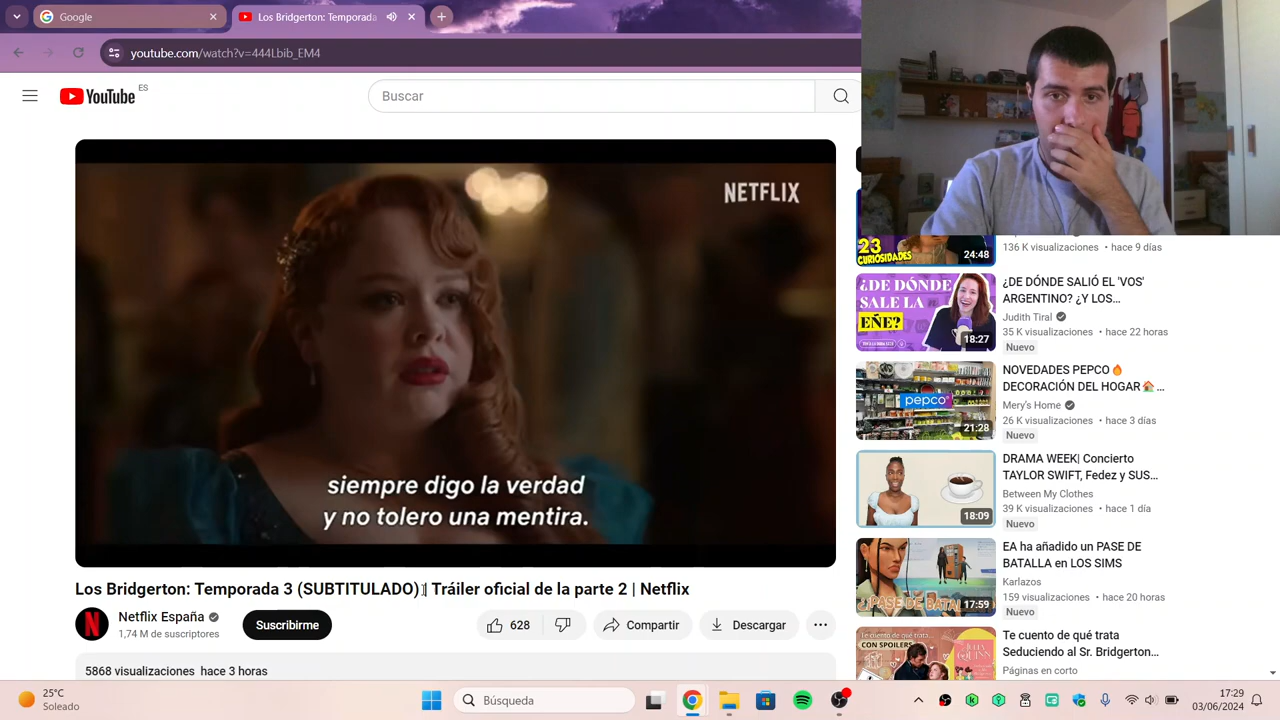 Google
Los Bridgerton: Temporada
youtube.com/watch?v=444Lbib_EM4
YouTube ES
Buscar
NETFLIX
siempre digo la verdad
y no tolero una mentira.
Los Bridgerton: Temporada 3 (SUBTITULADO) | Tráiler oficial de la parte 2 | Netflix
Netflix España
1,74 M de suscriptores
Suscribirme
628
Compartir
Descargar
5868 visualizaciones hace 3 horas
23
CURIOSIDADES
24:48
136 K visualizaciones • hace 9 días
¿DE DÓNDE
SALE LA
EÑE?
18:27
¿DE DÓNDE SALIÓ EL 'VOS'
ARGENTINO? ¿Y LOS…
Judith Tiral
35 K visualizaciones • hace 22 horas
Nuevo
pepco
21:28
NOVEDADES PEPCO🔥
DECORACIÓN DEL HOGAR🏠 …
Mery's Home
26 K visualizaciones • hace 3 días
Nuevo
18:09
DRAMA WEEK| Concierto
TAYLOR SWIFT, Fedez y SUS…
Between My Clothes
39 K visualizaciones • hace 1 día
Nuevo
¿PASE DE
17:59
EA ha añadido un PASE DE
BATALLA en LOS SIMS
Karlazos
159 visualizaciones • hace 20 horas
Nuevo
Te cuento de qué trata
CON SPOILERS
Te cuento de qué trata
Seduciendo al Sr. Bridgerton…
Páginas en corto
25°C
Soleado
Búsqueda
17:29
03/06/2024